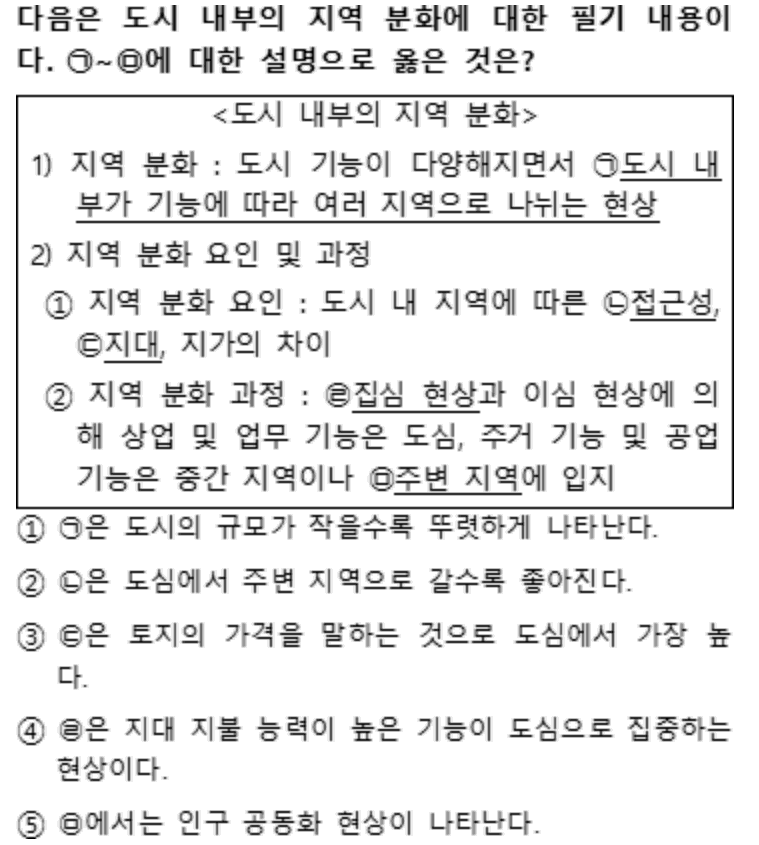 다음은 도시 내부의 지역 분화에 대한 필기 내용이
다. ㉠~㉤에 대한 설명으로 옳은 것은?
<도시 내부의 지역 분화>
1) 지역 분화 : 도시 기능이 다양해지면서 ㉠도시 내
부가 기능에 따라 여러 지역으로 나뉘는 현상
2) 지역 분화 요인 및 과정
① 지역 분화 요인 : 도시 내 지역에 따른 ㉡접근성,
㉢지대, 지가의 차이
② 지역 분화 과정 : ㉣집심 현상과 이심 현상에 의
해 상업 및 업무 기능은 도심, 주거 기능 및 공업
기능은 중간 지역이나 ㉤주변 지역에 입지
① ㉠은 도시의 규모가 작을수록 뚜렷하게 나타난다.
② ㉡은 도심에서 주변 지역으로 갈수록 좋아진다.
③ ㉢은 토지의 가격을 말하는 것으로 도심에서 가장 높
다.
④ ㉣은 지대 지불 능력이 높은 기능이 도심으로 집중하는
현상이다.
⑤ ㉤에서는 인구 공동화 현상이 나타난다.